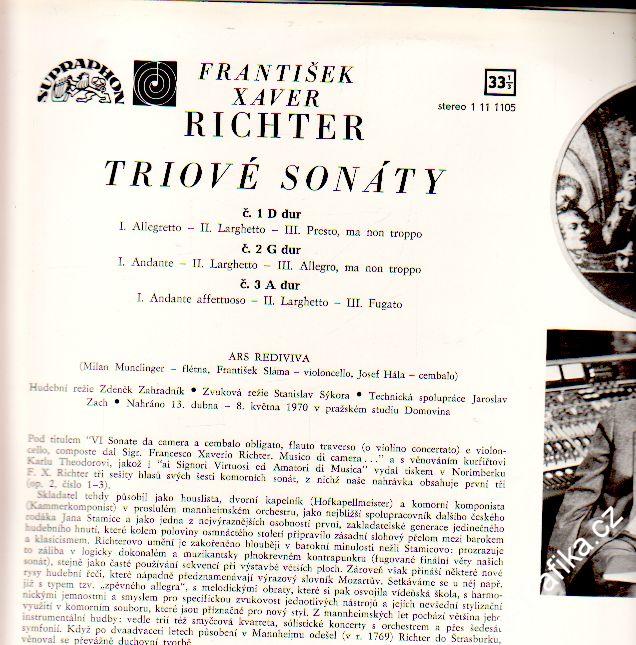 SUPRAPHON
FRANTIŠEK
XAVER
RICHTER
33⅓
stereo 1 11 1105
TRIOVÉ SONÁTY
č. 1 D dur
I. Allegretto – II. Larghetto – III. Presto, ma non troppo
č. 2 G dur
I. Andante – II. Larghetto – III. Allegro, ma non troppo
č. 3 A dur
I. Andante affettuoso – II. Larghetto – III. Fugato
ARS REDIVIVA
(Milan Munclinger – flétna, František Sláma – violoncello, Josef Hála – cembalo)
Hudební režie Zdeněk Zahradník • Zvuková režie Stanislav Sýkora • Technická spolupráce Jaroslav
Zach • Nahráno 13. dubna – 8. května 1970 v pražském studiu Domovina
Pod titulem "VI Sonate da camera a cembalo obligato, flauto traverso (o violino concertato) e violon-
cello, composte dal Sigr. Francesco Xaverio Richter. Musico di camera..." a s věnováním kurfiřtovi
Karlu Theodorovi, jakož i "ai Signori Virtuosi ed Amatori di Musica" vydal tiskem v Norimberku
F. X. Richter tři sešity hlasů svých šesti komorních sonát, z nichž naše nahrávka obsahuje první tři
(op. 2, číslo 1–3).
Skladatel tehdy působil jako houslista, dvorní kapelník (Hofkapellmeister) a komorní komponista
(Kammerkomponist) v proslulém mannheimském orchestru, jako nejbližší spolupracovník dalšího českého
rodáka Jana Stamice a jako jedna z nejvýraznějších osobností první, zakladatelské generace jedinečného
hudebního hnutí, které kolem poloviny osmnáctého století připravilo zásadní slohový přelom mezi barokem
a klasicismem. Richterovo umění je zakořeněno hlouběji v barokní minulosti nežli Stamicovo: prozrazuje
to záliba v logicky dokonalém a muzikantsky plnokrevném kontrapunktu (fugované finální věty našich
sonát), stejně jako časté používání sekvencí při výstavbě větších ploch. Zároveň však přináší některé nové
rysy hudební řeči, které nápadně předznamenávají výrazový slovník Mozartův. Setkáváme se u něj např.
již s typem tzv. „zpěvného allegra", s melodickými obraty, které si pak osvojila vídeňská škola, s harmo-
nickými jemnostmi a smyslem pro specifickou zvukovost jednotlivých nástrojů a jejich nevšední stylizační
využití v komorním souboru, které jsou příznačné pro nový styl. Z mannheimských let pochází většina jeho
instrumentální hudby: vedle tří též smyčcová kvarteta, sólistické koncerty s orchestrem a přes šedesát
symfonií. Když po dvaadvaceti letech působení v Mannheimu odešel (v r. 1769) Richter do Štrasburku,
věnoval se převážně duchovní tvorbě